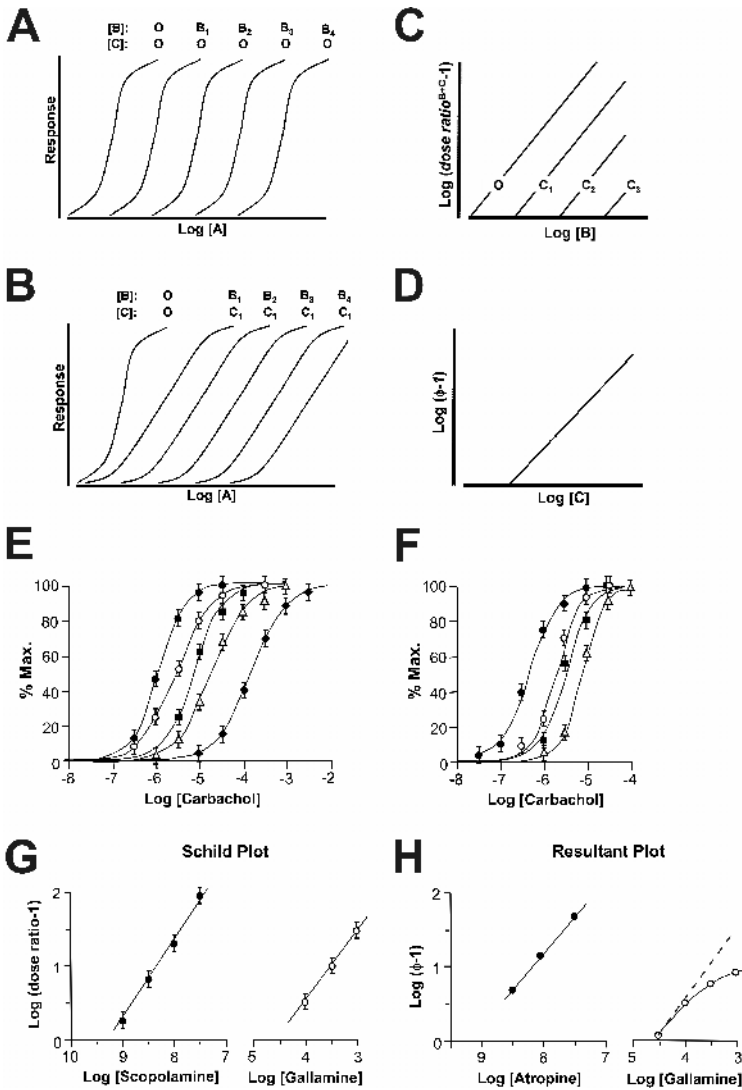 A
[B]: O B1 B2 B3 B4
[C]: O O O O O
Response
Log [A]
C
Log (dose ratioB+C-1)
O C1 C2 C3
Log [B]
B
[B]: O B1 B2 B3 B4
[C]: O C1 C1 C1 C1
Response
Log [A]
D
Log (ϕ-1)
Log [C]
E
% Max.
100
80
60
40
20
0
-8 -7 -6 -5 -4 -3 -2
Log [Carbachol]
F
% Max.
100
80
60
40
20
0
-8 -7 -6 -5 -4
Log [Carbachol]
G
Schild Plot
Log (dose ratio-1)
2
1
0
10 9 8 7
5 4 3
Log [Scopolamine]
Log [Gallamine]
H
Resultant Plot
Log (ϕ-1)
2
1
0
9 8 7
5 4 3
Log [Atropine]
Log [Gallamine]